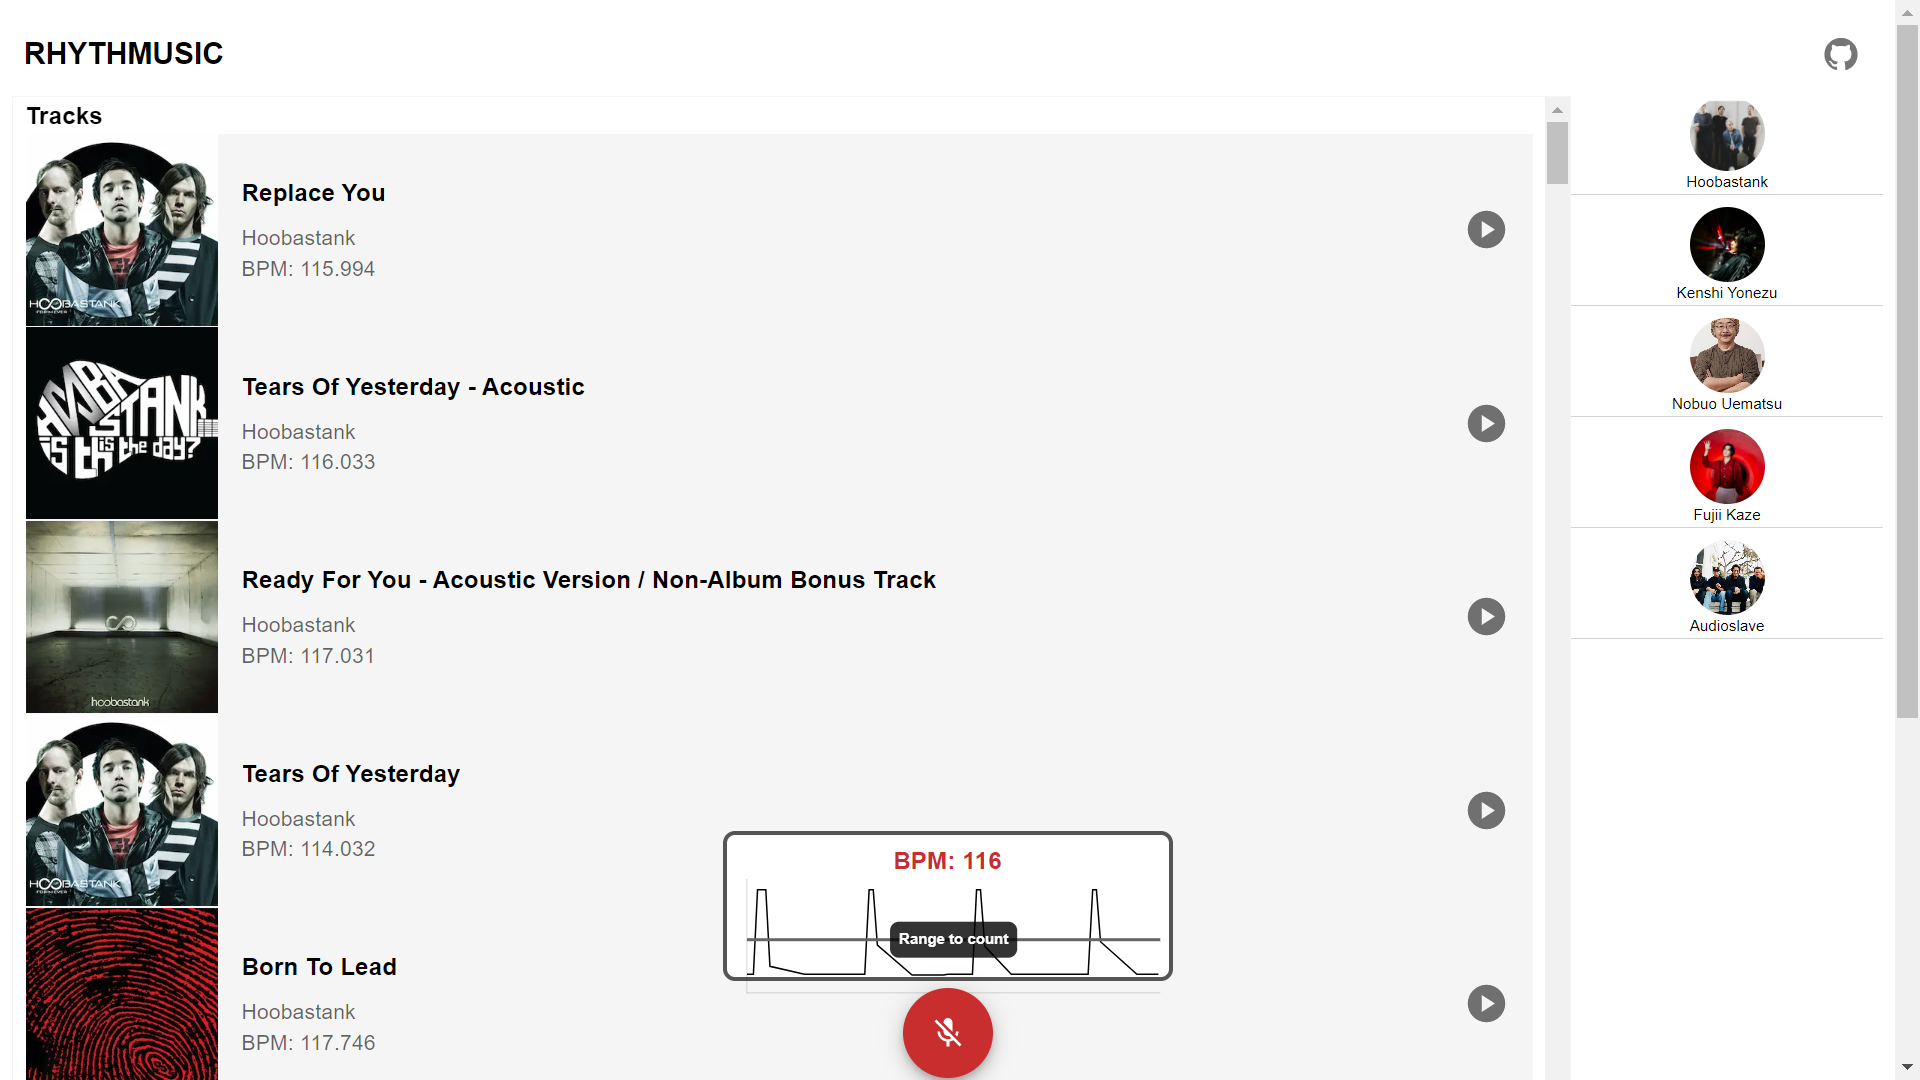 RHYTHMUSIC
Tracks
HOOBASTANK
Replace You
Hoobastank
BPM: 115.994
HOOBASTANK
is this the day?
Tears Of Yesterday - Acoustic
Hoobastank
BPM: 116.033
hoobastank
Ready For You - Acoustic Version / Non-Album Bonus Track
Hoobastank
BPM: 117.031
HOOBASTANK
Tears Of Yesterday
Hoobastank
BPM: 114.032
Born To Lead
Hoobastank
BPM: 117.746
BPM: 116
Range to count
Hoobastank
Kenshi Yonezu
Nobuo Uematsu
Fujii Kaze
Audioslave